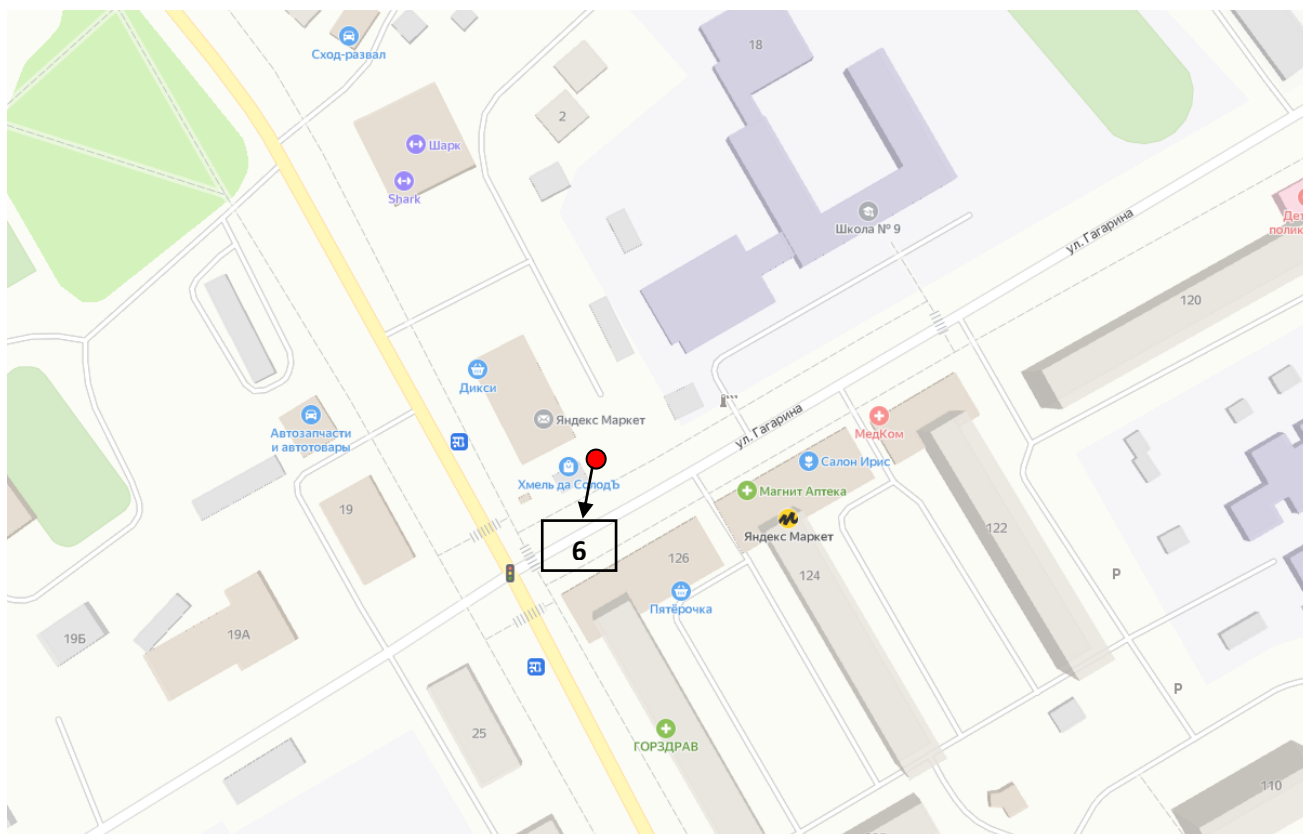 Сход-развал
18
2
Шарк
Shark
Школа № 9
ул. Гагарина
120
Дикси
Яндекс Маркет
Автозапчасти
и автотовары
ул. Гагарина
МедКом
Салон Ирис
Хмель да СолодЪ
Магнит Аптека
19
Яндекс Маркет
122
6
126
124
P
Пятёрочка
19Б
19А
P
25
ГОРЗДРАВ
110